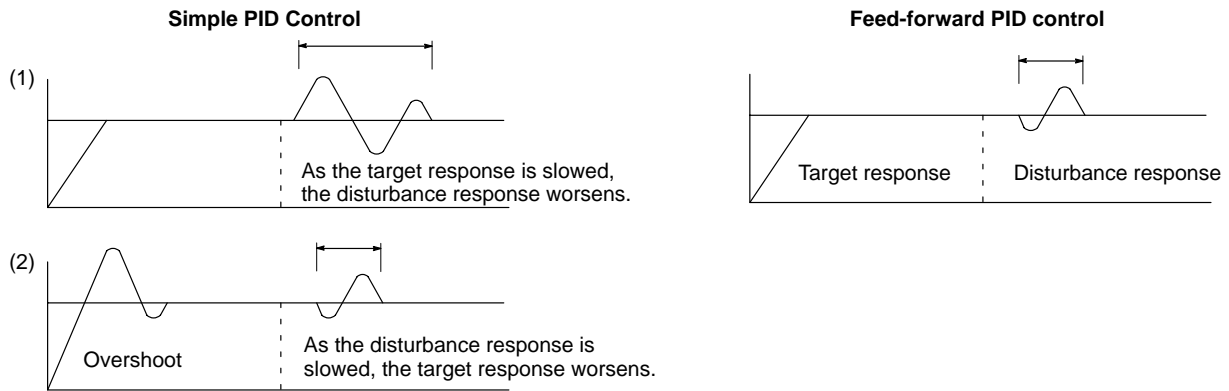 Simple PID Control
(1)
As the target response is slowed,
the disturbance response worsens.
(2)
Overshoot
As the disturbance response is
slowed, the target response worsens.
Feed-forward PID control
Target response
Disturbance response